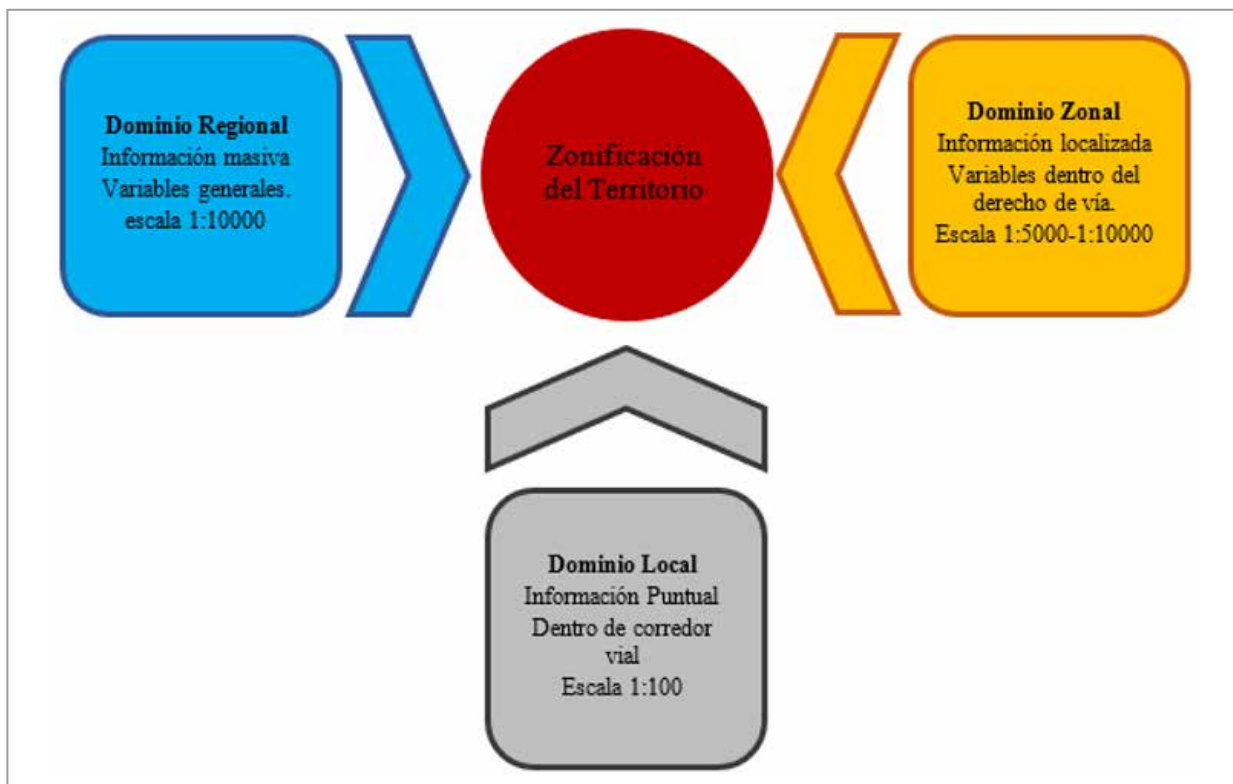 Dominio Regional
Información masiva
Variables generales.
escala 1:10000
Zonificación
del Territorio
Dominio Zonal
Información localizada
Variables dentro del
derecho de vía.
Escala 1:5000-1:10000
Dominio Local
Información Puntual
Dentro de corredor
vial
Escala 1:100